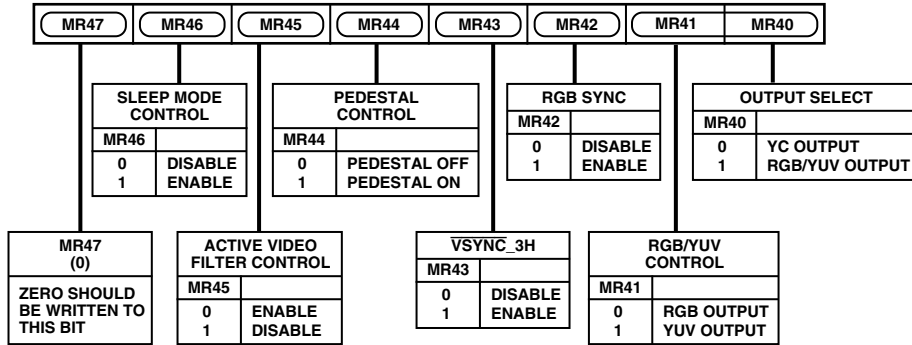 MR47 MR46 MR45 MR44 MR43 MR42 MR41 MR40
SLEEP MODE
CONTROL
MR46
0 DISABLE
1 ENABLE
PEDESTAL
CONTROL
MR44
0 PEDESTAL OFF
1 PEDESTAL ON
RGB SYNC
MR42
0 DISABLE
1 ENABLE
OUTPUT SELECT
MR40
0 YC OUTPUT
1 RGB/YUV OUTPUT
MR47
(0)
ZERO SHOULD
BE WRITTEN TO
THIS BIT
ACTIVE VIDEO
FILTER CONTROL
MR45
0 ENABLE
1 DISABLE
V̅S̅Y̅N̅C̅_3H
MR43
0 DISABLE
1 ENABLE
RGB/YUV
CONTROL
MR41
0 RGB OUTPUT
1 YUV OUTPUT